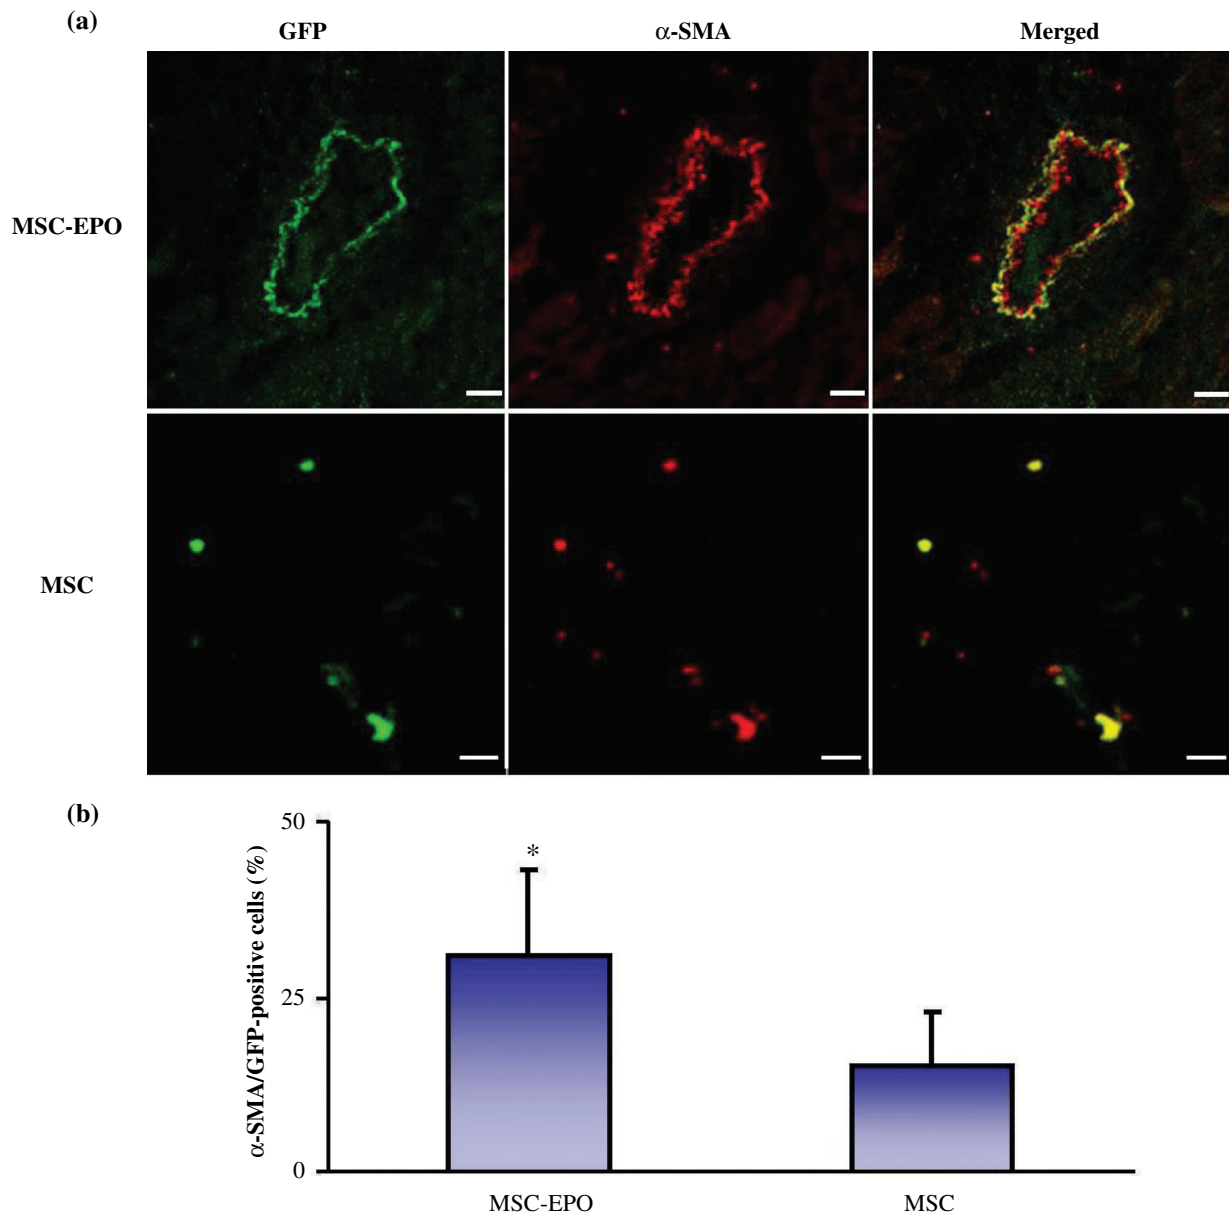 (a)
GFP α-SMA Merged
MSC-EPO
MSC
(b)
α-SMA/GFP-positive cells (%)
50
*
25
0
MSC-EPO MSC